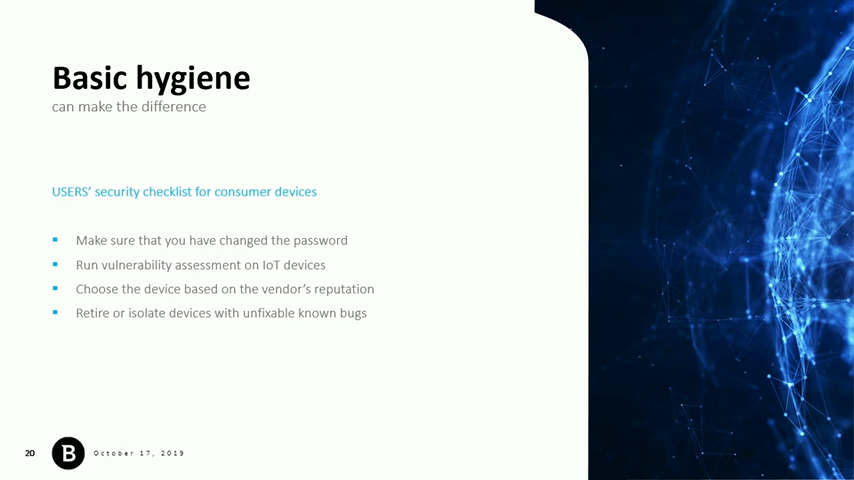 Basic hygiene
can make the difference
USERS’ security checklist for consumer devices
▪ Make sure that you have changed the password
▪ Run vulnerability assessment on IoT devices
▪ Choose the device based on the vendor’s reputation
▪ Retire or isolate devices with unfixable known bugs
20 B October 17, 2019